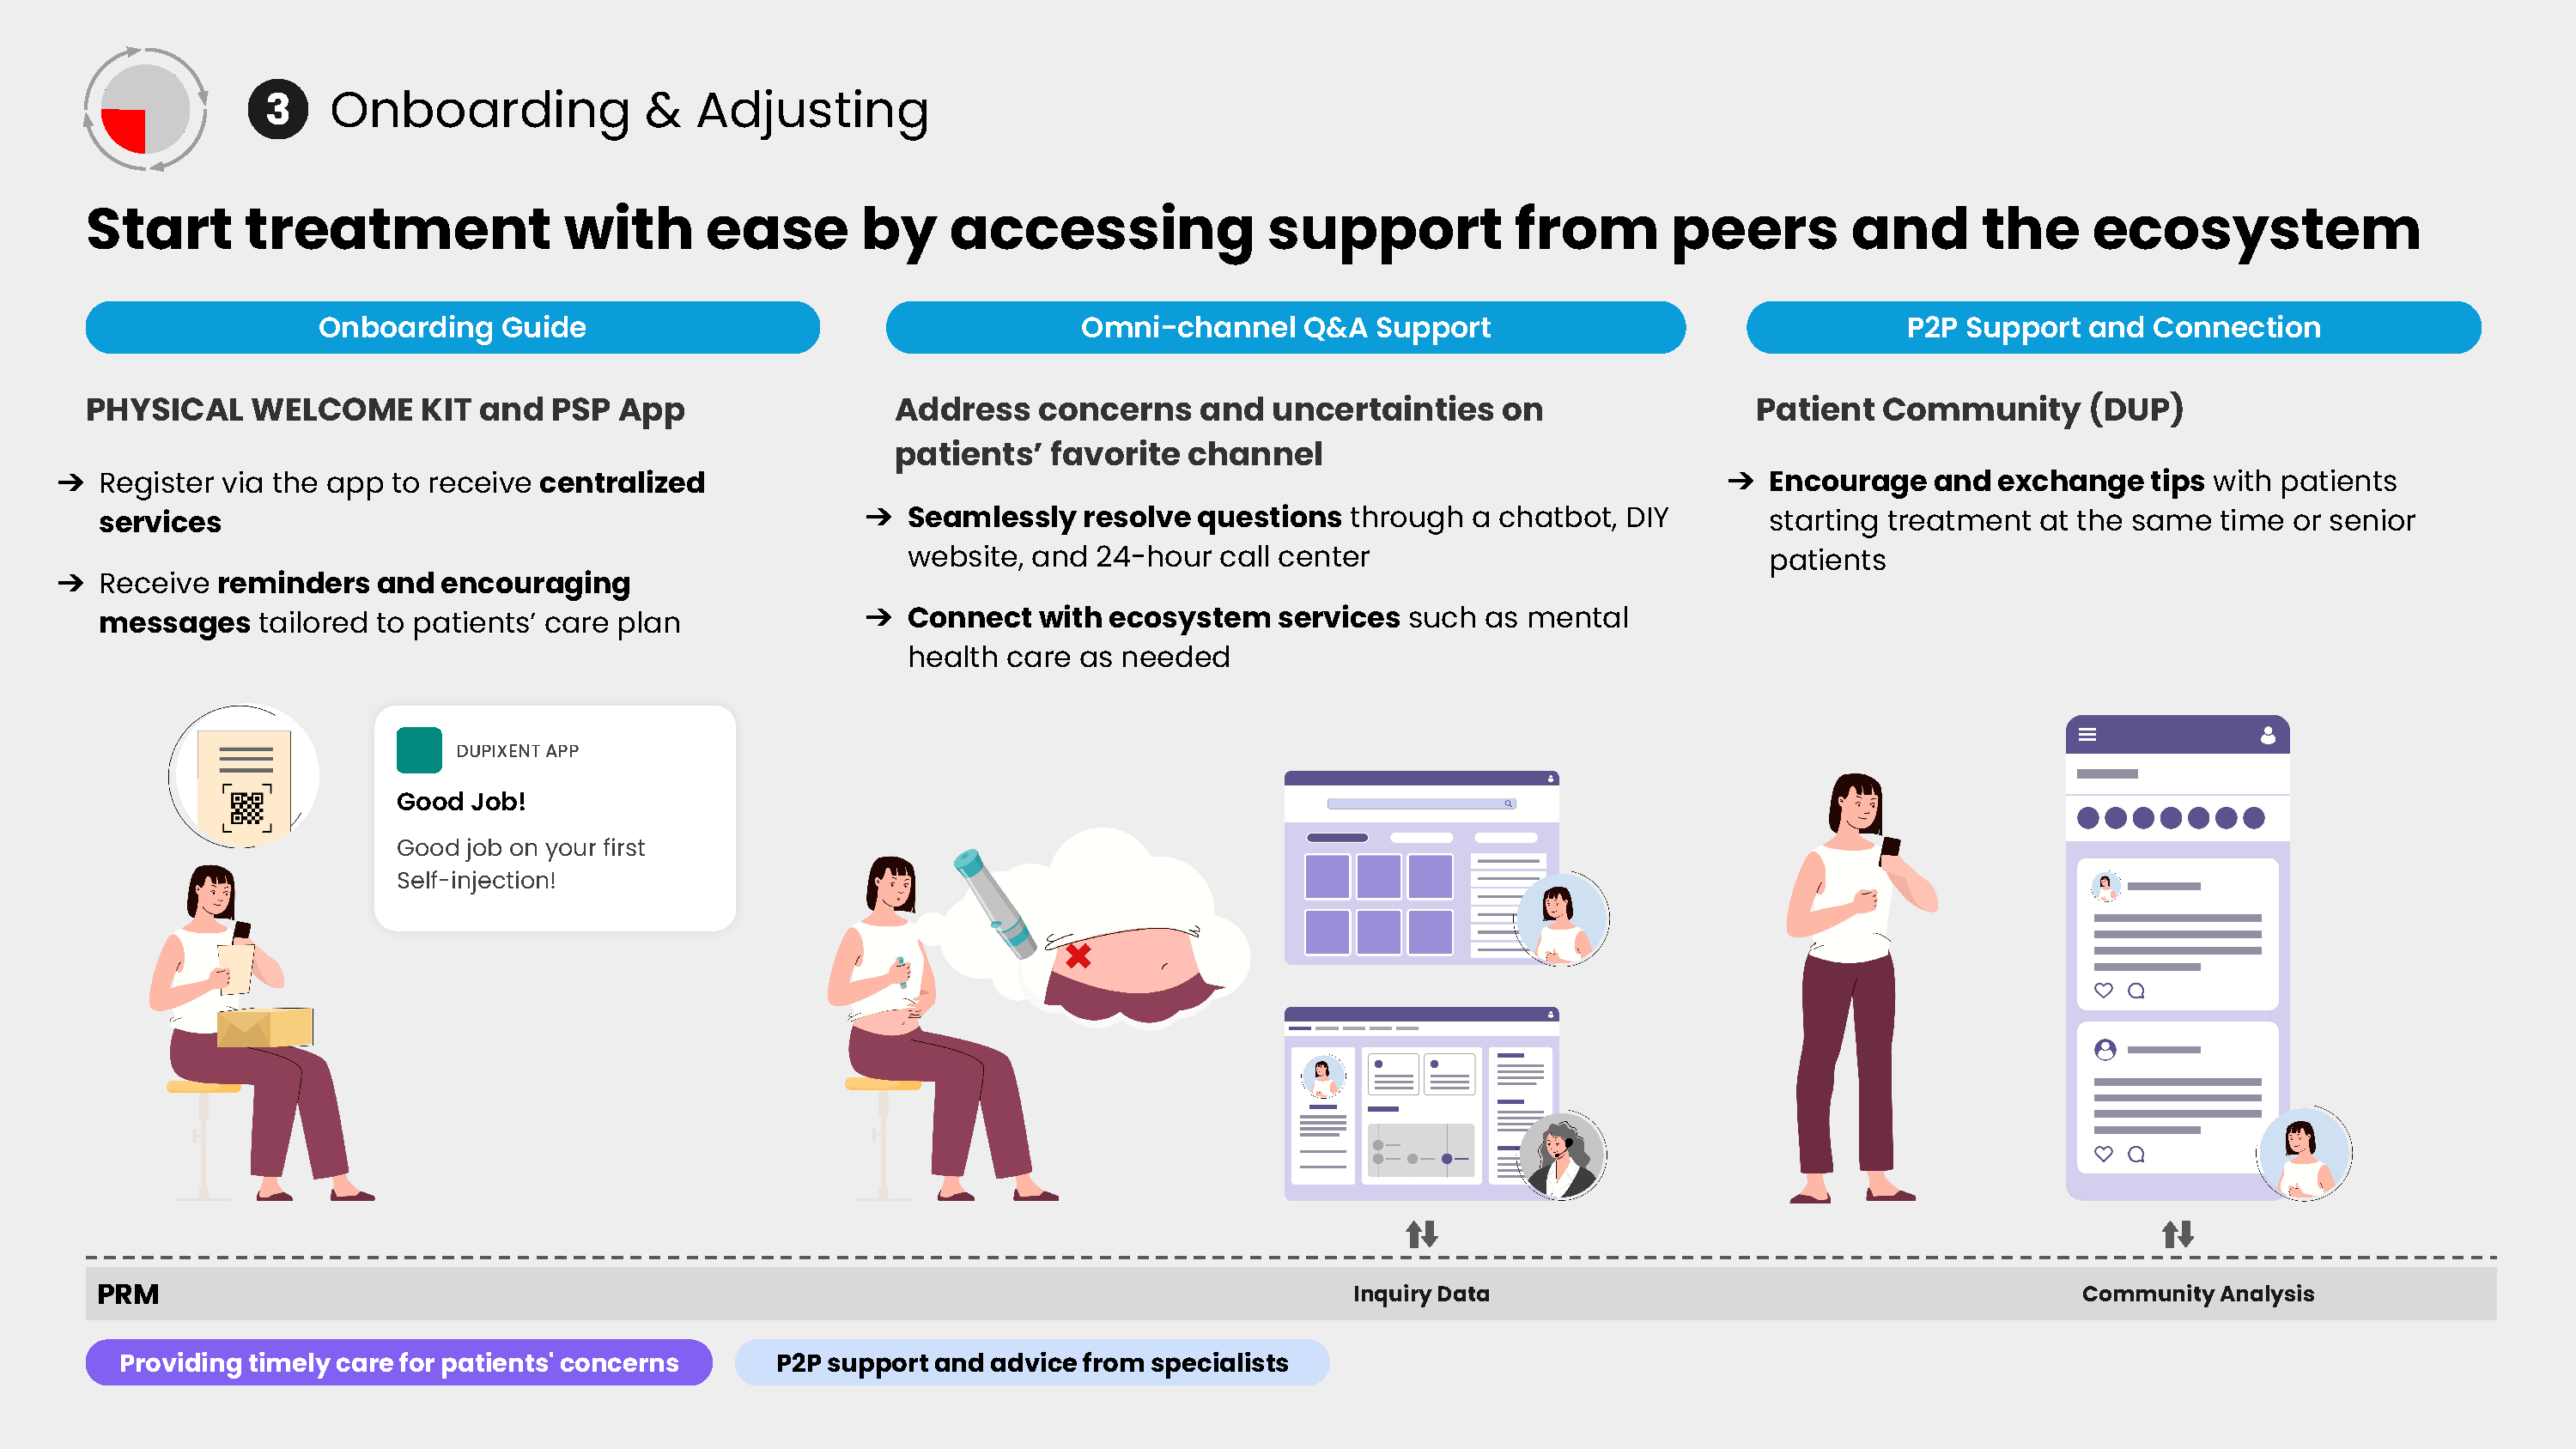 3 Onboarding & Adjusting
Start treatment with ease by accessing support from peers and the ecosystem
Onboarding Guide
PHYSICAL WELCOME KIT and PSP App
➔ Register via the app to receive centralized
services
➔ Receive reminders and encouraging
messages tailored to patients’ care plan
DUPIXENT APP
Good Job!
Good job on your first
Self-injection!
Omni-channel Q&A Support
Address concerns and uncertainties on
patients’ favorite channel
➔ Seamlessly resolve questions through a chatbot, DIY
website, and 24-hour call center
➔ Connect with ecosystem services such as mental
health care as needed
P2P Support and Connection
Patient Community (DUP)
➔ Encourage and exchange tips with patients
starting treatment at the same time or senior
patients
PRM
Inquiry Data
Community Analysis
Providing timely care for patients' concerns
P2P support and advice from specialists